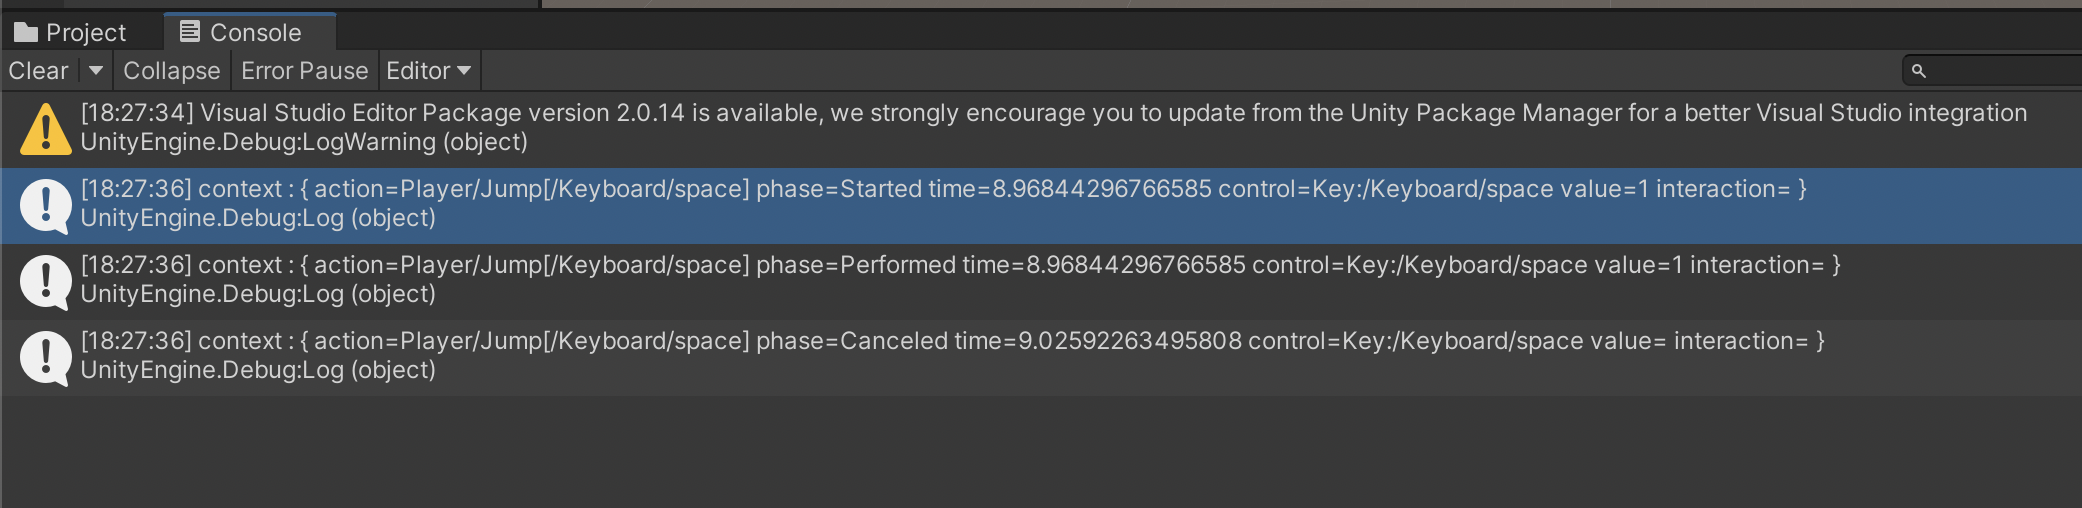 Project
Console
Clear
Collapse
Error Pause
Editor
[18:27:34] Visual Studio Editor Package version 2.0.14 is available, we strongly encourage you to update from the Unity Package Manager for a better Visual Studio integration
UnityEngine.Debug:LogWarning (object)
[18:27:36] context : { action=Player/Jump[/Keyboard/space] phase=Started time=8.96844296766585 control=Key:/Keyboard/space value=1 interaction= }
UnityEngine.Debug:Log (object)
[18:27:36] context : { action=Player/Jump[/Keyboard/space] phase=Performed time=8.96844296766585 control=Key:/Keyboard/space value=1 interaction= }
UnityEngine.Debug:Log (object)
[18:27:36] context : { action=Player/Jump[/Keyboard/space] phase=Canceled time=9.02592263495808 control=Key:/Keyboard/space value= interaction= }
UnityEngine.Debug:Log (object)